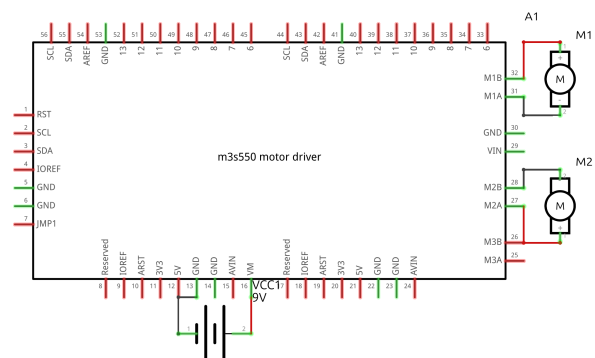 A1
56 55 54 53 52 51 50 49 48 47 46 45 44 43 42 41 40 39 38 37 36 35 34 33
SCL SDA AREF GND 13 12 11 10 9 8 7 6 SCL SDA AREF GND 13 12 11 10 9 8 7 6
M1
M1B 32
M1A 31
M
1 +
2 -
1 RST
2 SCL
3 SDA
4 IOREF
5 GND
6 GND
7 JMP1
m3s550 motor driver
GND 30
VIN 29
M2
M2B 28
M2A 27
M3B 26
M3A 25
M
+
Reserved IOREF ARST 3V3 5V GND GND AVIN VM Reserved IOREF ARST 3V3 5V GND GND AVIN
8 9 10 11 12 13 14 15 16 17 18 19 20 21 22 23 24
VCC1
9V
1 2